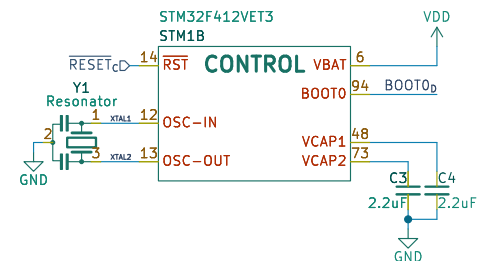 STM32F412VET3
VDD
STM1B
RESET
C
14
RST
CONTROL
VBAT
6
BOOT0
94
BOOT0
D
Y1
Resonator
1
XTAL1
12
OSC-IN
VCAP1
48
2
3
XTAL2
13
OSC-OUT
VCAP2
73
GND
C3
C4
2.2uF
2.2uF
GND